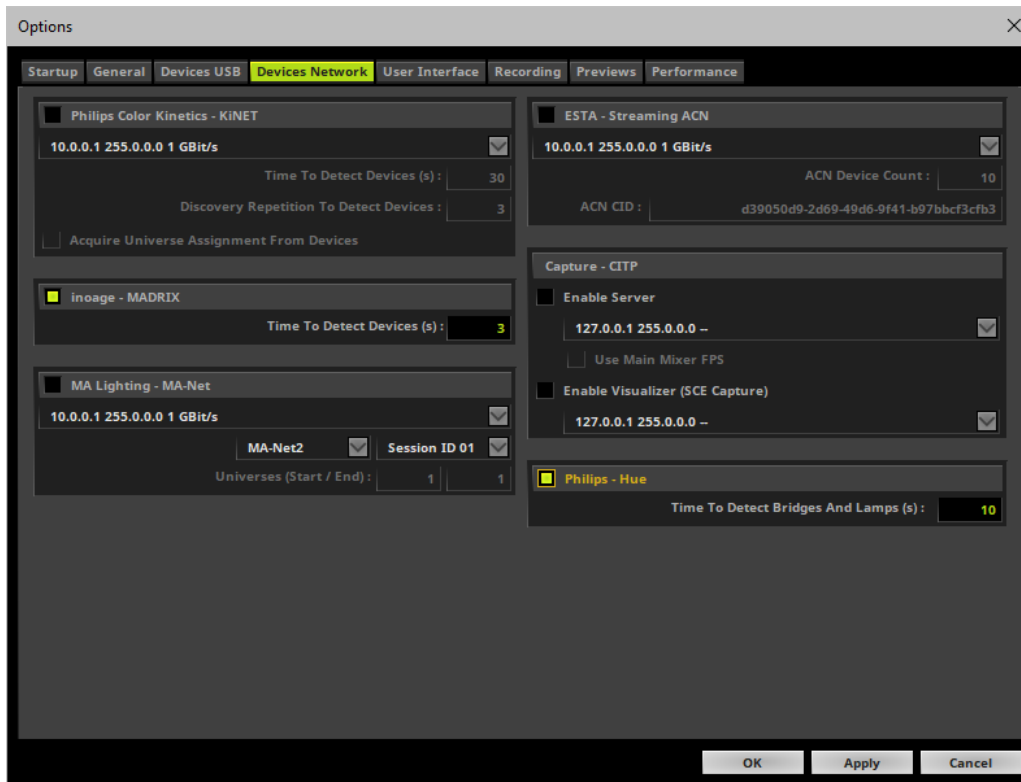 Options
Startup General Devices USB Devices Network User Interface Recording Previews Performance
Philips Color Kinetics - KiNET
10.0.0.1 255.0.0.0 1 GBit/s
Time To Detect Devices (s) : 30
Discovery Repetition To Detect Devices : 3
Acquire Universe Assignment From Devices
inoage - MADRIX
Time To Detect Devices (s) : 3
MA Lighting - MA-Net
10.0.0.1 255.0.0.0 1 GBit/s
MA-Net2 Session ID 01
Universes (Start / End) : 1 1
ESTA - Streaming ACN
10.0.0.1 255.0.0.0 1 GBit/s
ACN Device Count : 10
ACN CID : d39050d9-2d69-49d6-9f41-b97bbcf3cfb3
Capture - CITP
Enable Server
127.0.0.1 255.0.0.0 --
Use Main Mixer FPS
Enable Visualizer (SCE Capture)
127.0.0.1 255.0.0.0 --
Philips - Hue
Time To Detect Bridges And Lamps (s) : 10
OK Apply Cancel